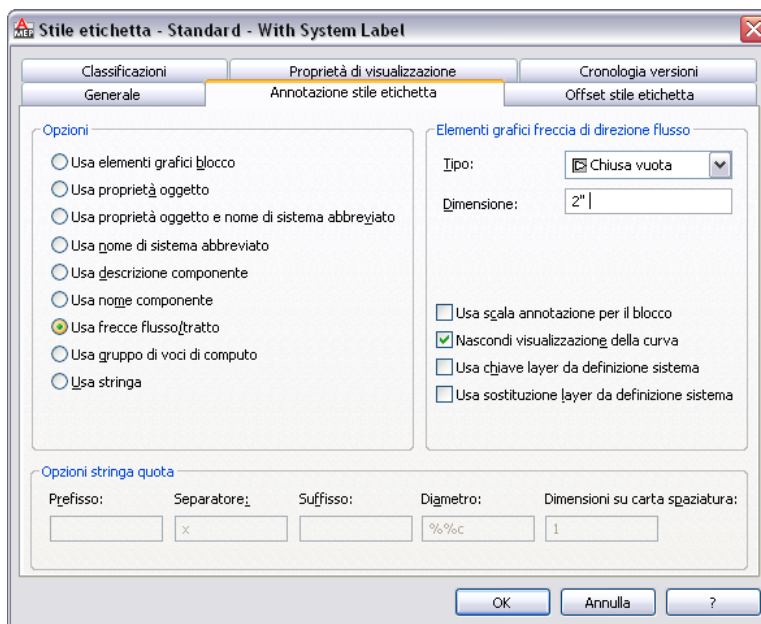 MEP Stile etichetta - Standard - With System Label
Classificazioni Proprietà di visualizzazione Cronologia versioni
Generale Annotazione stile etichetta Offset stile etichetta
Opzioni
Usa elementi grafici blocco
Usa proprietà oggetto
Usa proprietà oggetto e nome di sistema abbreviato
Usa nome di sistema abbreviato
Usa descrizione componente
Usa nome componente
Usa frecce flusso/tratto
Usa gruppo di voci di computo
Usa stringa
Elementi grafici freccia di direzione flusso
Tipo: Chiusa vuota
Dimensione: 2"
Usa scala annotazione per il blocco
Nascondi visualizzazione della curva
Usa chiave layer da definizione sistema
Usa sostituzione layer da definizione sistema
Opzioni stringa quota
Prefisso: Separatore: Suffisso: Diametro: Dimensioni su carta spaziatura:
x %%c 1
OK Annulla ?